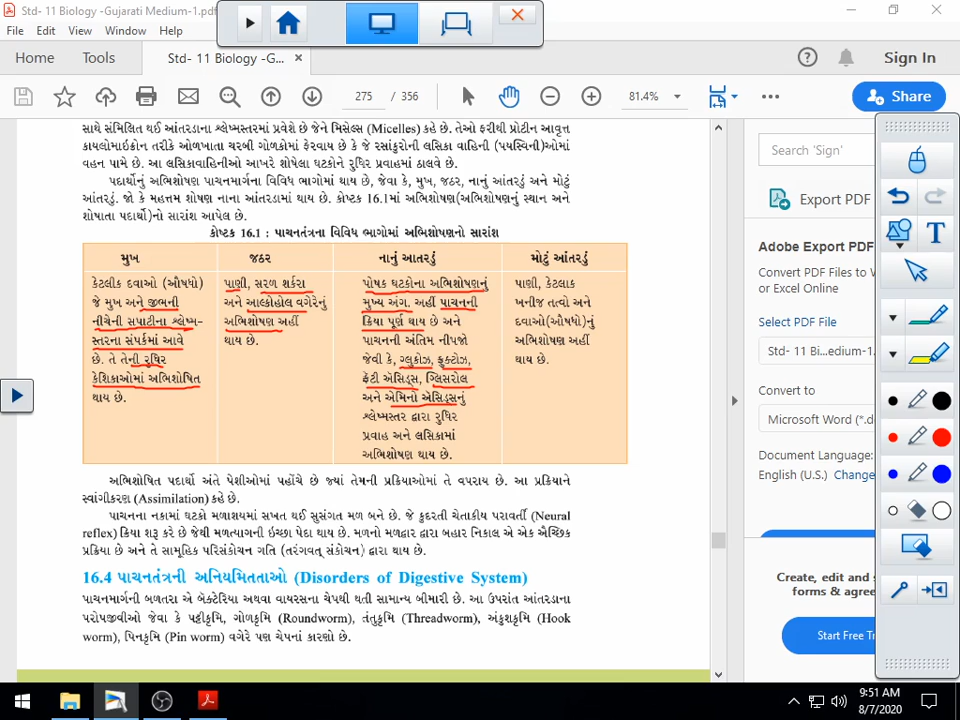 Std- 11 Biology -Gujarati Medium-1.pdf
File Edit View Window Help
Home Tools Std- 11 Biology -G... × Sign In
275 / 356 81.4% Share
સાથે સંમિલિત થઈ આંતરડાના શ્લેષ્મસ્તરમાં પ્રવેશે છે જેને મિસેલ્સ (Micelles) કહે છે. તેઓ ફરીથી પ્રોટીન આવૃત્ત
કાયલોમાઇક્રોન તરીકે ઓળખાતા ચરબી ગોળકોમાં ફેરવાય છે કે જે રસાંકુરોની લસિકા વાહિની (પયસ્વિની)ઓમાં
વહન પામે છે. આ લસિકાવાહિનીઓ આખરે શોષેલા ઘટકોને રુધિર પ્રવાહમાં ઠાલવે છે.
પદાર્થોનું અભિશોષણ પાચનમાર્ગના વિવિધ ભાગોમાં થાય છે, જેવા કે, મુખ, જઠર, નાનું આંતરડું અને મોટું
આંતરડું. જો કે મહત્તમ શોષણ નાના આંતરડામાં થાય છે. કોષ્ટક 16.1માં અભિશોષણ(અભિશોષણનું સ્થાન અને
શોષાતા પદાર્થ)નો સારાંશ આપેલ છે.
કોષ્ટક 16.1 : પાચનતંત્રના વિવિધ ભાગોમાં અભિશોષણનો સારાંશ
મુખ જઠર નાનું આતરડું મોટું આંતરડું
કેટલીક દવાઓ (ઔષધો) પાણી, સરળ શર્કરા પોષક ઘટકોના અભિશોષણનું પાણી, કેટલાક
જે મુખ અને જીભની અને આલ્કોહોલ વગેરેનું મુખ્ય અંગ. અહીં પાચનની ખનીજ તત્વો અને
નીચેની સપાટીના શ્લેષ્મ- અભિશોષણ અહીં ક્રિયા પૂર્ણ થાય છે અને દવાઓ(ઔષધો)નું
સ્તરના સંપર્કમાં આવે થાય છે. પાચનની અંતિમ નીપજો અભિશોષણ અહીં
છે. તે તેની રુધિર જેવી કે, ગ્લુકોઝ, ફ્રુક્ટોઝ, થાય છે.
કેશિકાઓમાં અભિશોષિત ફેટી ઍસિડ્સ, ગ્લિસરોલ
થાય છે. અને એમિનો એસિડ્સનું
શ્લેષ્મસ્તર દ્વારા રુધિર
પ્રવાહ અને લસિકામાં
અભિશોષણ થાય છે.
અભિશોષિત પદાર્થો અંતે પેશીઓમાં પહોંચે છે જ્યાં તેમની પ્રક્રિયાઓમાં તે વપરાય છે. આ પ્રક્રિયાને
સ્વાંગીકરણ (Assimilation) કહે છે.
પાચનના નકામાં ઘટકો મળાશયમાં સખત થઈ સુસંગત મળ બને છે. જે કુદરતી ચેતાકીય પરાવર્તી (Neural
reflex) ક્રિયા શરૂ કરે છે જેથી મળત્યાગની ઇચ્છા પેદા થાય છે. મળનો મળદ્વાર દ્વારા બહાર નિકાલ એ એક ઐચ્છિક
પ્રક્રિયા છે અને તે સામૂહિક પરિસંકોચન ગતિ (તરંગવત્ સંકોચન) દ્વારા થાય છે.
16.4 પાચનતંત્રની અનિયમિતતાઓ (Disorders of Digestive System)
પાચનમાર્ગની બળતરા એ બૅક્ટેરિયા અથવા વાયરસના ચેપથી થતી સામાન્ય બીમારી છે. આ ઉપરાંત આંતરડાના
પરોપજીવીઓ જેવા કે પટ્ટીકૃમિ, ગોળકૃમિ (Roundworm), તંતુકૃમિ (Threadworm), અંકુશકૃમિ (Hook
worm), પિનકૃમિ (Pin worm) વગેરે પણ ચેપનાં કારણો છે.
Search 'Sign'
Export PDF
Adobe Export PDF
Convert PDF Files to W
or Excel Online
Select PDF File
Std- 11 Bi...edium-1.
Convert to
Microsoft Word (*.d
Document Language:
English (U.S.) Change
Create, edit and
forms & agree
Start Free Tr
T
9:51 AM
8/7/2020